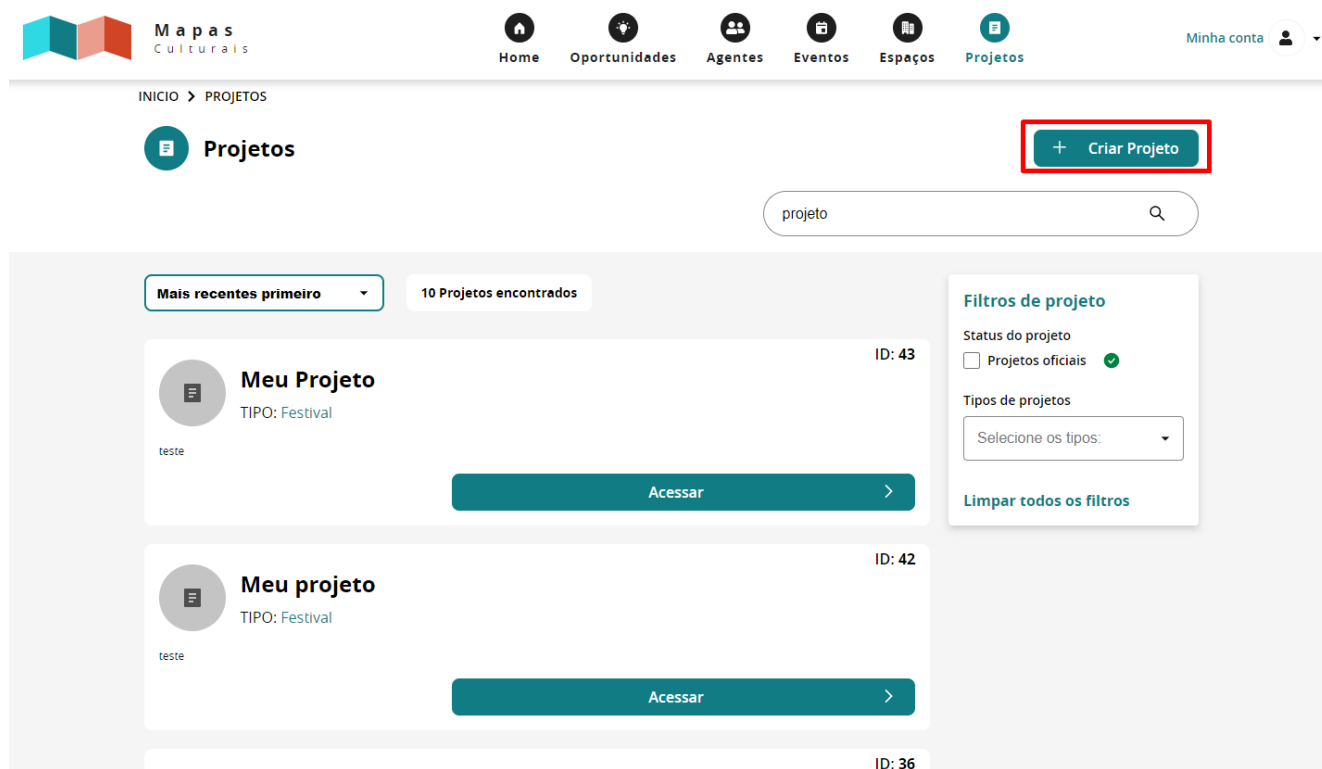 Mapas
Culturais
Home
Oportunidades
Agentes
Eventos
Espaços
Projetos
Minha conta
INICIO > PROJETOS
Projetos
+ Criar Projeto
projeto
Mais recentes primeiro
10 Projetos encontrados
ID: 43
Meu Projeto
TIPO: Festival
teste
Acessar
ID: 42
Meu projeto
TIPO: Festival
teste
Acessar
ID: 36
Filtros de projeto
Status do projeto
Projetos oficiais
Tipos de projetos
Selecione os tipos:
Limpar todos os filtros